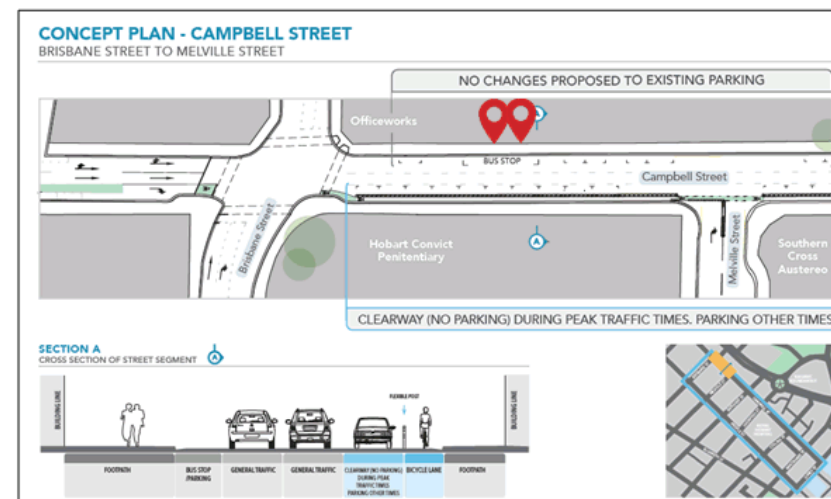 CONCEPT PLAN - CAMPBELL STREET
BRISBANE STREET TO MELVILLE STREET
NO CHANGES PROPOSED TO EXISTING PARKING
Officeworks
A
BUS STOP
Campbell Street
Brisbane Street
Hobart Convict
Penitentiary
A
Melville Street
Southern
Cross
Austereo
CLEARWAY (NO PARKING) DURING PEAK TRAFFIC TIMES. PARKING OTHER TIMES
SECTION A
CROSS SECTION OF STREET SEGMENT
A
BUILDING LINE
FLEXIBLE POST
BUILDING LINE
FOOTPATH
BUS STOP
/PARKING
GENERAL TRAFFIC
GENERAL TRAFFIC
CLEARWAY (NO PARKING)
DURING PEAK
TRAFFIC TIMES
PARKING OTHER TIMES
BICYCLE LANE
FOOTPATH